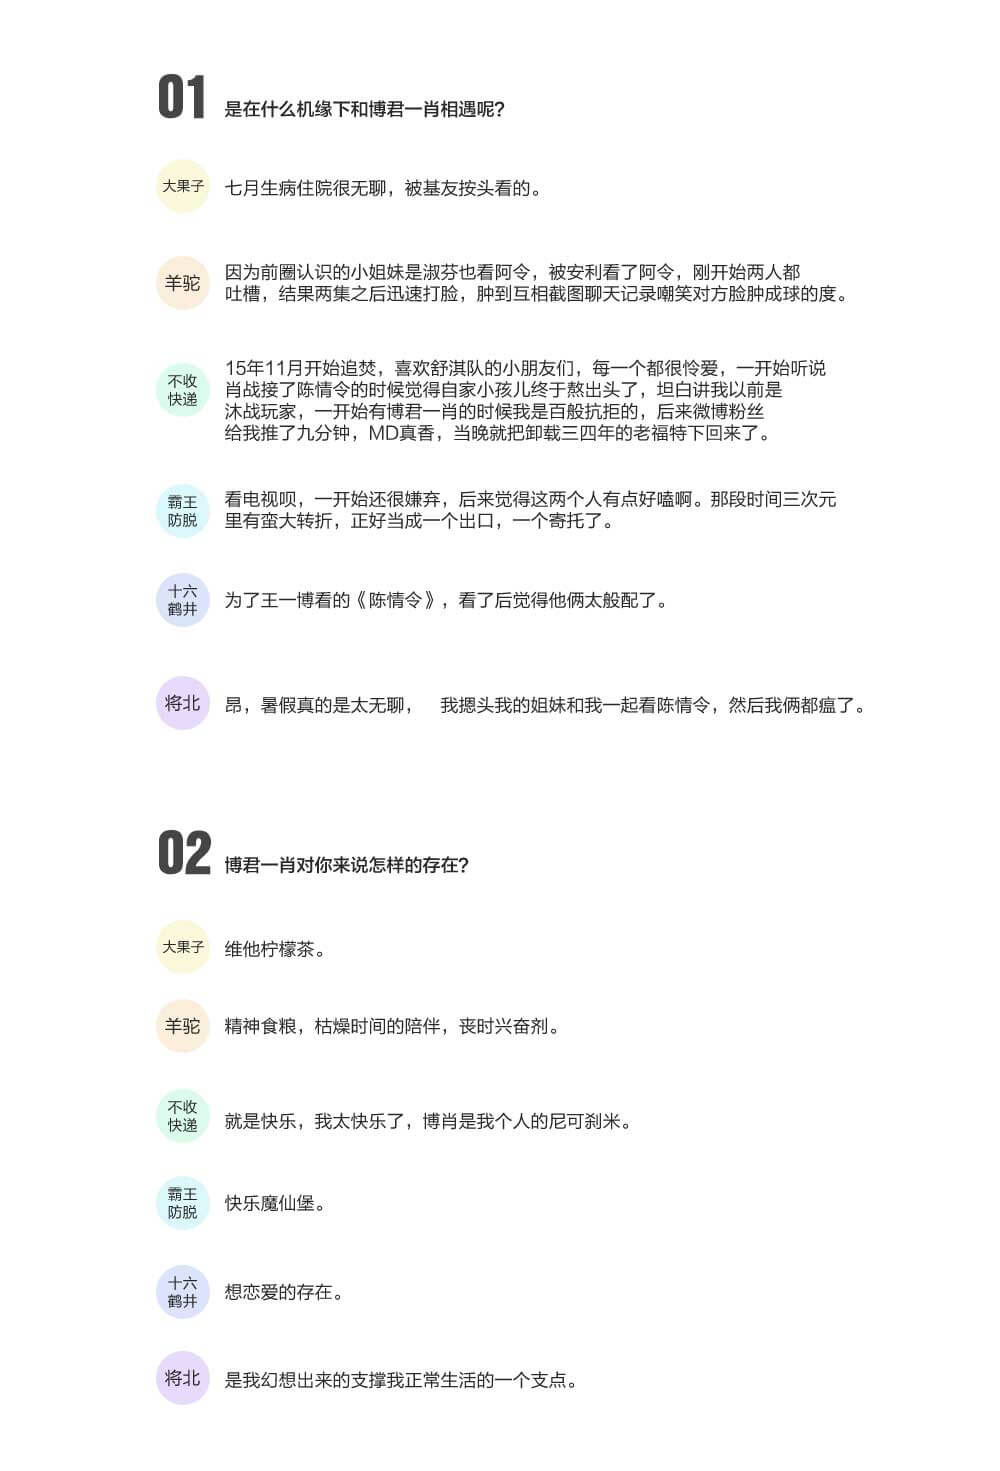 01
是在什么机缘下和博君一肖相遇呢?
大果子
七月生病住院很无聊，被基友按头看的。
羊驼
因为前圈认识的小姐妹是淑芬也看阿令，被安利看了阿令，刚开始两人都
吐槽，结果两集之后迅速打脸，肿到互相截图聊天记录嘲笑对方脸肿成球的度。
不收
快递
15年11月开始追焚，喜欢舒淇队的小朋友们，每一个都很怜爱，一开始听说
肖战接了陈情令的时候觉得自家小孩儿终于熬出头了，坦白讲我以前是
沐战玩家，一开始有博君一肖的时候我是百般抗拒的，后来微博粉丝
给我推了九分钟，MD真香，当晚就把卸载三四年的老福特下回来了。
霸王
防脱
看电视呗，一开始还很嫌弃，后来觉得这两个人有点好嗑啊。那段时间三次元
里有蛮大转折，正好当成一个出口，一个寄托了。
十六
鹤井
为了王一博看的《陈情令》，看了后觉得他俩太般配了。
将北
昂，暑假真的是太无聊， 我摁头我的姐妹和我一起看陈情令，然后我俩都瘟了。
02
博君一肖对你来说怎样的存在?
大果子
维他柠檬茶。
羊驼
精神食粮，枯燥时间的陪伴，丧时兴奋剂。
不收
快递
就是快乐，我太快乐了，博肖是我个人的尼可刹米。
霸王
防脱
快乐魔仙堡。
十六
鹤井
想恋爱的存在。
将北
是我幻想出来的支撑我正常生活的一个支点。